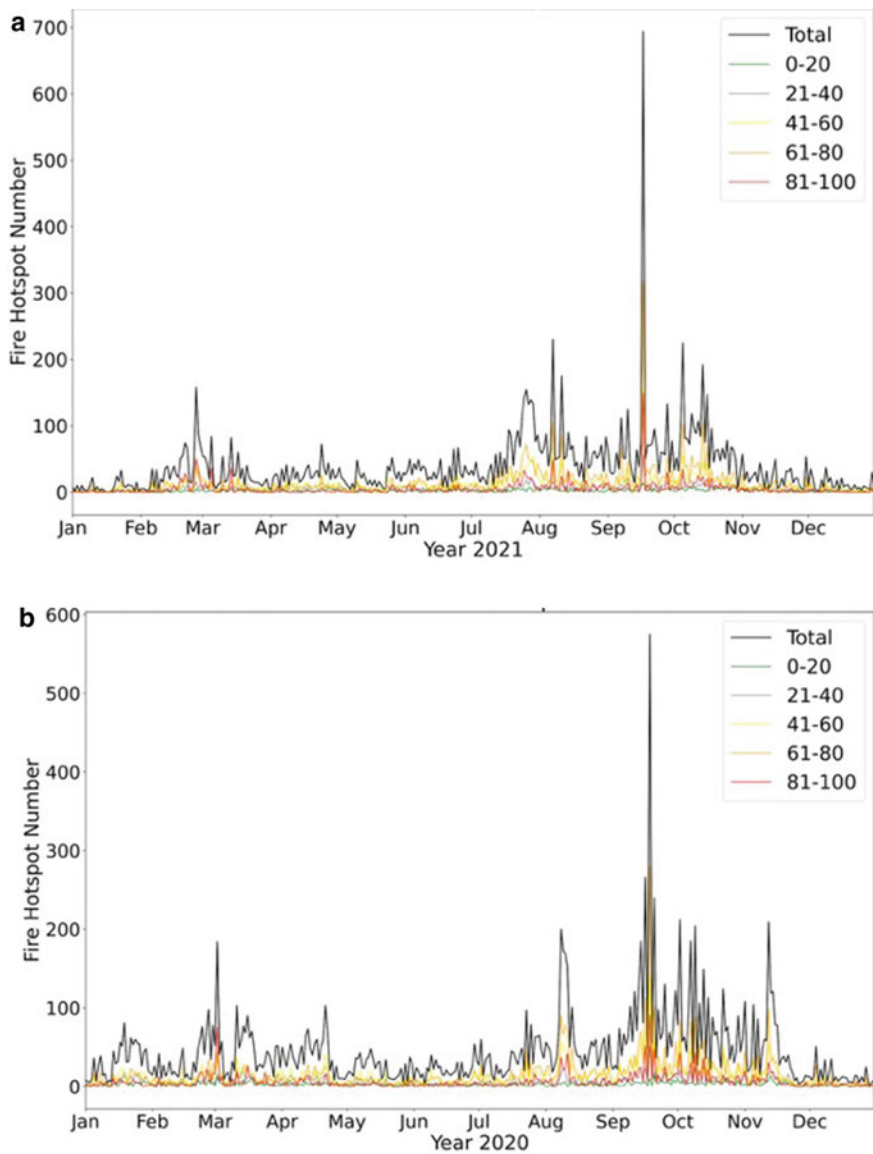 a
700
600
500
400
300
200
100
0
Fire Hotspot Number
Total
0-20
21-40
41-60
61-80
81-100
Jan Feb Mar Apr May Jun Jul Aug Sep Oct Nov Dec
Year 2021
b
600
500
400
300
200
100
0
Fire Hotspot Number
Total
0-20
21-40
41-60
61-80
81-100
Jan Feb Mar Apr May Jun Jul Aug Sep Oct Nov Dec
Year 2020